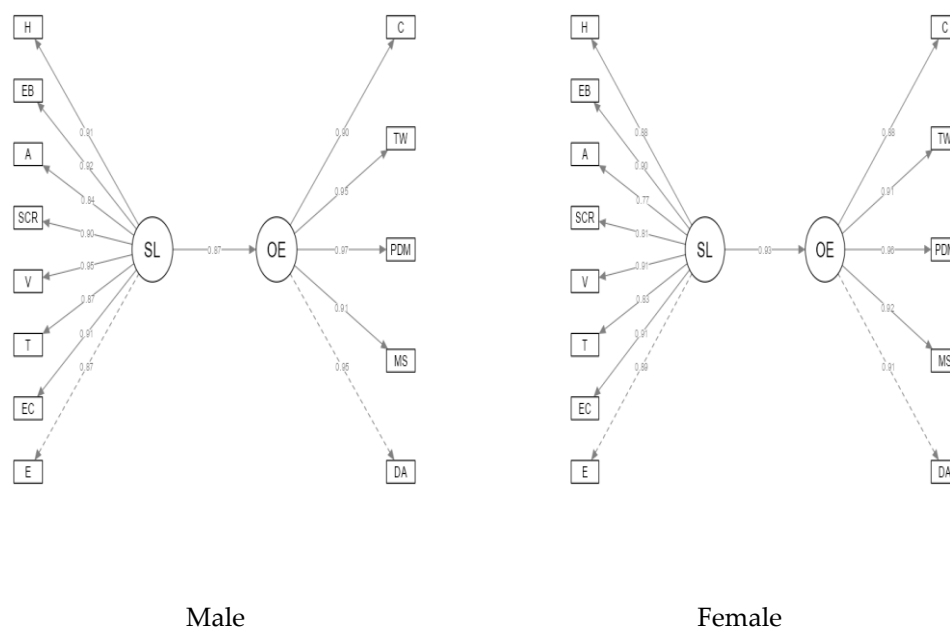 H
EB
A
SCR
V
T
EC
E
SL
0.91
0.92
0.84
0.90
0.95
0.87
0.91
0.87
0.87
OE
0.90
0.93
0.97
0.91
0.95
C
TW
PDM
MS
DA
Male
H
EB
A
SCR
V
T
EC
E
SL
0.88
0.90
0.77
0.81
0.91
0.83
0.91
0.89
0.93
OE
0.88
0.91
0.95
0.92
0.91
C
TW
PDM
MS
DA
Female